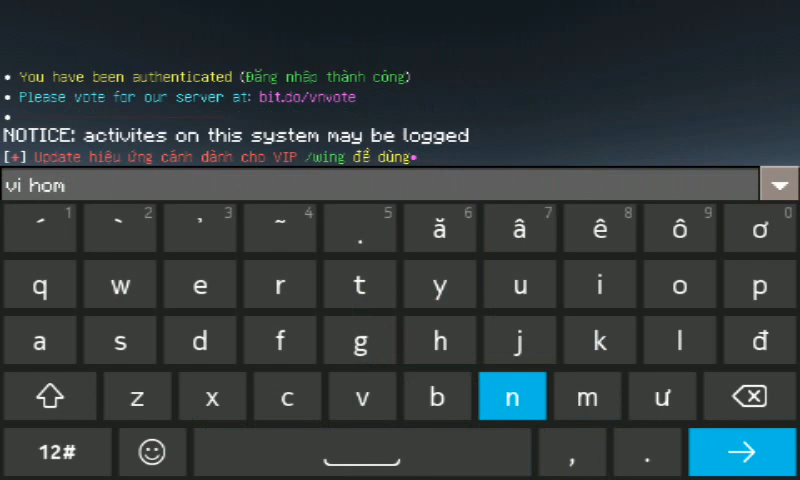 • You have been authenticated (Đăng nhập thành công)
• Please vote for our server at: bit.do/vnvote
•
NOTICE: activites on this system may be logged
[+] Update hiệu ứng cánh dành cho VIP /wing để dùng•
vi hom
´ 1 ` 2 ̉ 3 ~ 4 . 5 ă 6 â 7 ê 8 ô 9 ơ 0
q w e r t y u i o p
a s d f g h j k l đ
z x c v b n m ư
12# , .